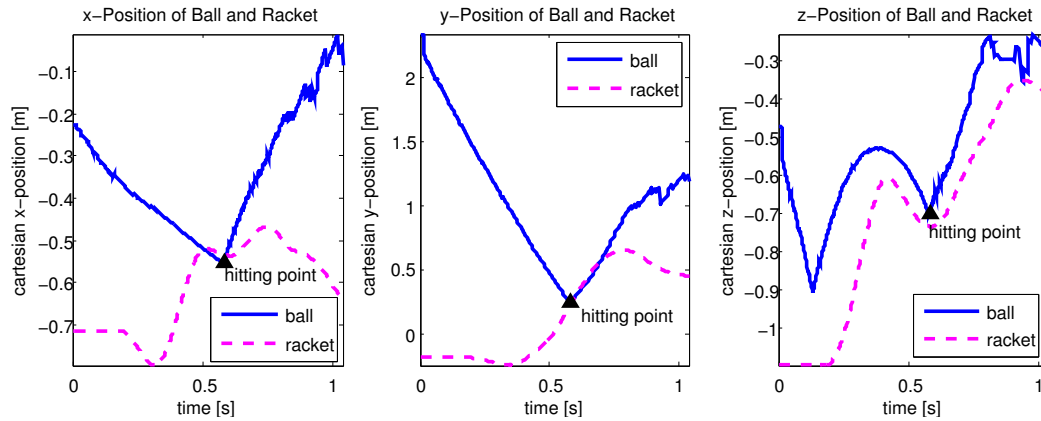 x−Position of Ball and Racket
cartesian x−position [m]
−0.1
−0.2
−0.3
−0.4
−0.5
−0.6
−0.7
hitting point
ball
racket
0
0.5
1
time [s]
y−Position of Ball and Racket
cartesian y−position [m]
2
1.5
1
0.5
0
ball
racket
hitting point
0
0.5
1
time [s]
z−Position of Ball and Racket
cartesian z−position [m]
−0.3
−0.4
−0.5
−0.6
−0.7
−0.8
−0.9
−1
hitting point
ball
racket
0
0.5
1
time [s]